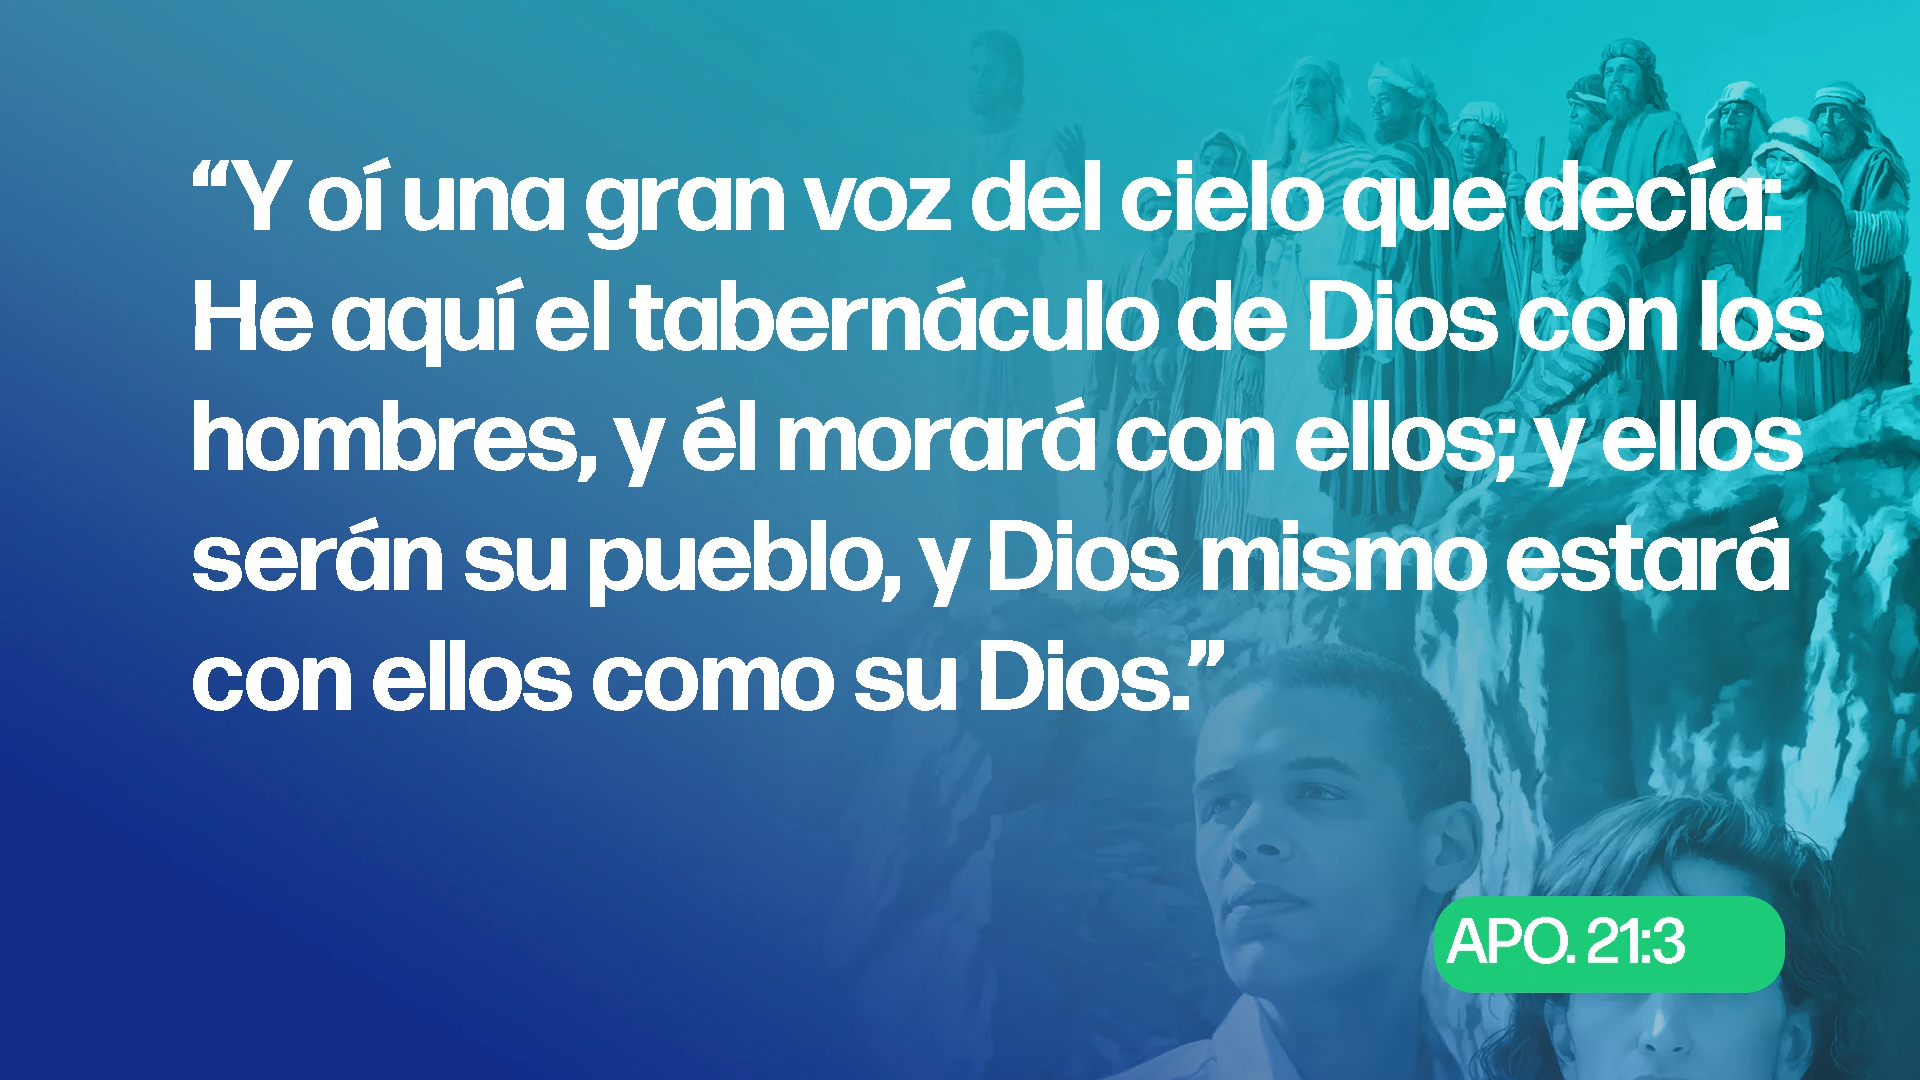 “Y oí una gran voz del cielo que decía:
He aquí el tabernáculo de Dios con los
hombres, y él morará con ellos; y ellos
serán su pueblo, y Dios mismo estará
con ellos como su Dios.”
APO. 21:3